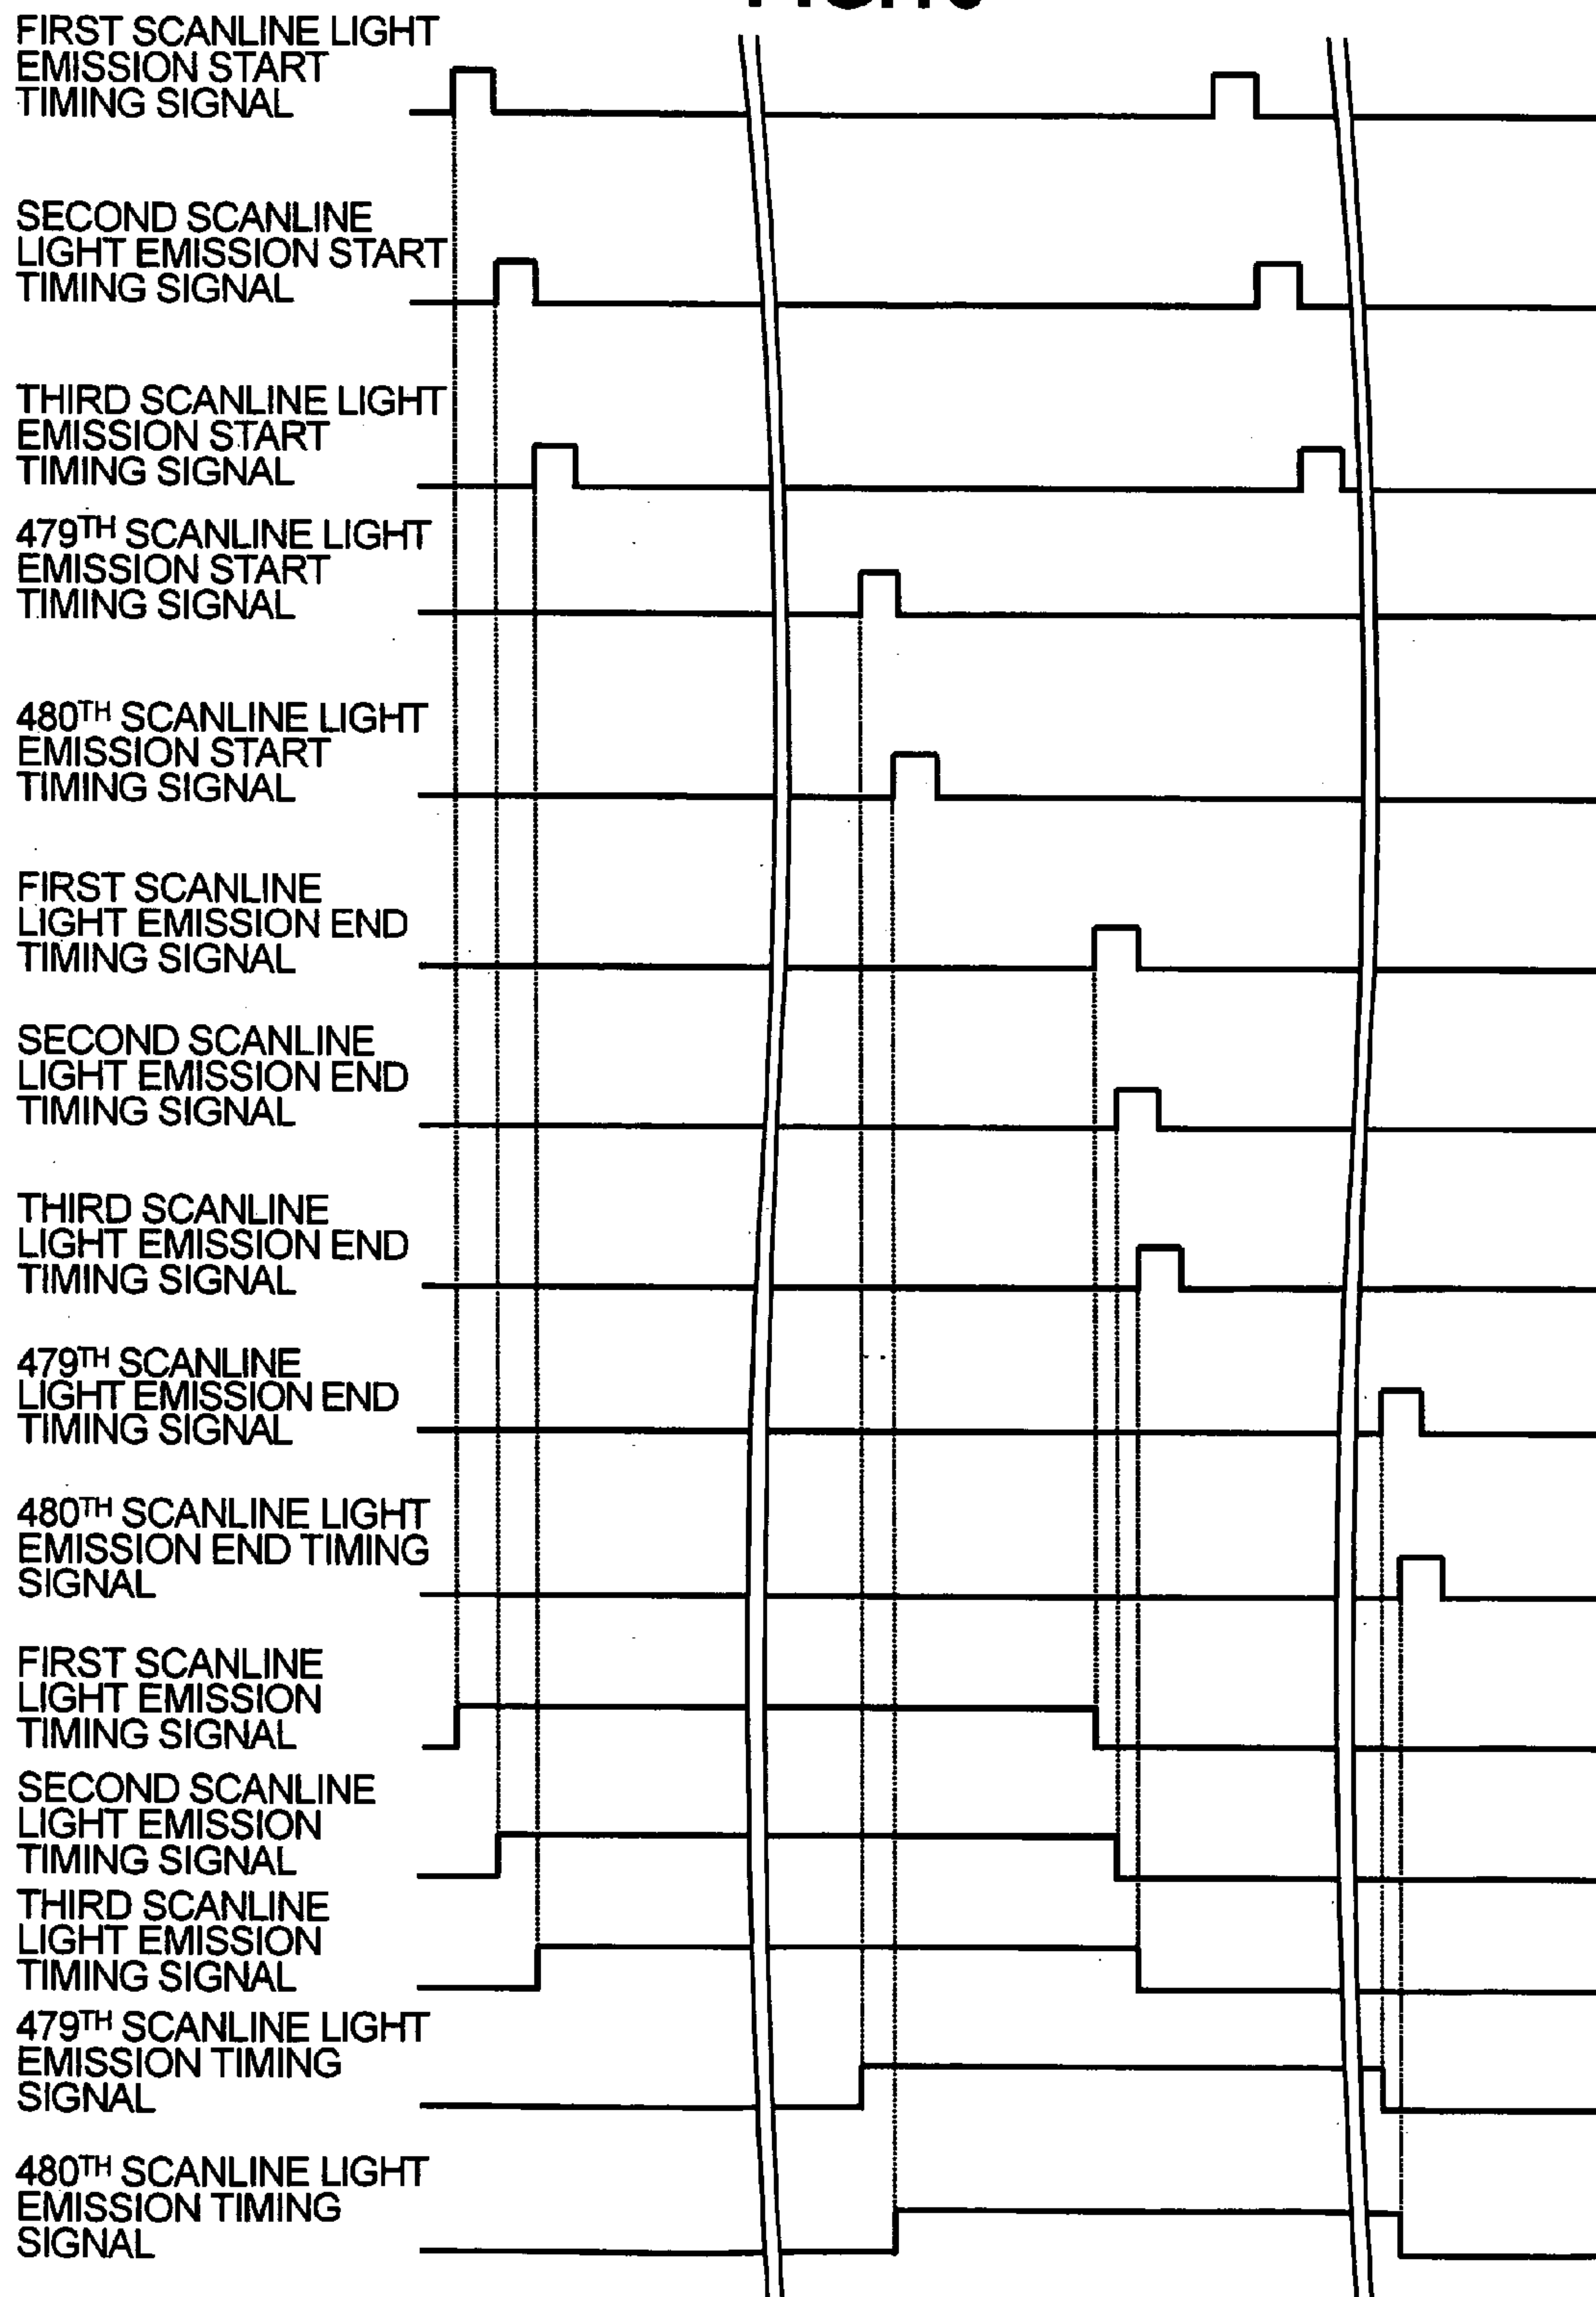 FIRST SCANLINE LIGHT
EMISSION START
TIMING SIGNAL
SECOND SCANLINE
LIGHT EMISSION START
TIMING SIGNAL
THIRD SCANLINE LIGHT
EMISSION START
TIMING SIGNAL
479TH SCANLINE LIGHT
EMISSION START
TIMING SIGNAL
480TH SCANLINE LIGHT
EMISSION START
TIMING SIGNAL
FIRST SCANLINE
LIGHT EMISSION END
TIMING SIGNAL
SECOND SCANLINE
LIGHT EMISSION END
TIMING SIGNAL
THIRD SCANLINE
LIGHT EMISSION END
TIMING SIGNAL
479TH SCANLINE
LIGHT EMISSION END
TIMING SIGNAL
480TH SCANLINE LIGHT
EMISSION END TIMING
SIGNAL
FIRST SCANLINE
LIGHT EMISSION
TIMING SIGNAL
SECOND SCANLINE
LIGHT EMISSION
TIMING SIGNAL
THIRD SCANLINE
LIGHT EMISSION
TIMING SIGNAL
479TH SCANLINE LIGHT
EMISSION TIMING
SIGNAL
480TH SCANLINE LIGHT
EMISSION TIMING
SIGNAL